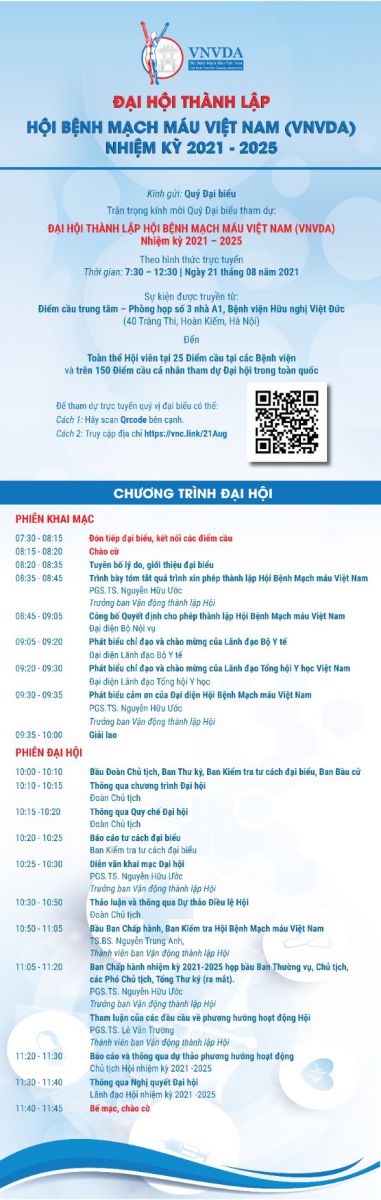 VNVDA
Hội Bệnh Mạch Máu Việt Nam
ĐẠI HỘI THÀNH LẬP
HỘI BỆNH MẠCH MÁU VIỆT NAM (VNVDA)
NHIỆM KỲ 2021 - 2025
Kính gửi: Quý Đại biểu
Trân trọng kính mời Quý Đại biểu tham dự:
ĐẠI HỘI THÀNH LẬP HỘI BỆNH MẠCH MÁU VIỆT NAM (VNVDA)
Nhiệm kỳ 2021 – 2025
Theo hình thức trực tuyến
Thời gian: 7:30 – 12:30 | Ngày 21 tháng 08 năm 2021
Sự kiện được truyền từ:
Điểm cầu trung tâm – Phòng họp số 3 nhà A1, Bệnh viện Hữu nghị Việt Đức
(40 Tràng Thi, Hoàn Kiếm, Hà Nội)
Đến
Toàn thể Hội viên tại 25 Điểm cầu tại các Bệnh viện
và trên 150 Điểm cầu cá nhân tham dự Đại hội trong toàn quốc
Để tham dự trực tuyến quý vị đại biểu có thể:
Cách 1: Hãy scan Qrcode bên cạnh.
Cách 2: Truy cập địa chỉ https://vnc.link/21Aug
CHƯƠNG TRÌNH ĐẠI HỘI
PHIÊN KHAI MẠC
07:30 - 08:15 Đón tiếp đại biểu, kết nối các điểm cầu
08:15 - 08:20 Chào cờ
08:20 - 08:35 Tuyên bố lý do, giới thiệu đại biểu
08:35 - 08:45 Trình bày tóm tắt quá trình xin phép thành lập Hội Bệnh Mạch máu Việt Nam
PGS.TS. Nguyễn Hữu Ước
Trưởng ban Vận động thành lập Hội
08:45 - 09:05 Công bố Quyết định cho phép thành lập Hội Bệnh Mạch máu Việt Nam
Đại diện Bộ Nội vụ
09:05 - 09:20 Phát biểu chỉ đạo và chào mừng của Lãnh đạo Bộ Y tế
Đại diện Lãnh đạo Bộ Y tế
09:20 - 09:30 Phát biểu chỉ đạo và chào mừng của Lãnh đạo Tổng hội Y học Việt Nam
Đại diện Lãnh đạo Tổng hội Y học
09:30 - 09:35 Phát biểu cảm ơn của Đại diện Hội Bệnh Mạch máu Việt Nam
PGS.TS. Nguyễn Hữu Ước
Trưởng ban Vận động thành lập Hội
09:35 - 10:00 Giải lao
PHIÊN ĐẠI HỘI
10:00 - 10:10 Bầu Đoàn Chủ tịch, Ban Thư ký, Ban Kiểm tra tư cách đại biểu, Ban Bầu cử
10:10 - 10:15 Thông qua chương trình Đại hội
Đoàn Chủ tịch
10:15 -10:20 Thông qua Quy chế Đại hội
Đoàn Chủ tịch
10:20 - 10:25 Báo cáo tư cách đại biểu
Ban Kiểm tra tư cách đại biểu
10:25 - 10:30 Diễn văn khai mạc Đại hội
PGS.TS. Nguyễn Hữu Ước
Trưởng ban Vận động thành lập Hội
10:30 - 10:50 Thảo luận và thông qua Dự thảo Điều lệ Hội
Đoàn Chủ tịch
10:50 - 11:05 Bầu Ban Chấp hành, Ban Kiểm tra Hội Bệnh Mạch máu Việt Nam
TS.BS. Nguyễn Trung Anh,
Thành viên ban Vận động thành lập Hội
11:05 - 11:20 Ban Chấp hành nhiệm kỳ 2021-2025 họp bầu Ban Thường vụ, Chủ tịch,
các Phó Chủ tịch, Tổng Thư ký (ra mắt).
PGS.TS. Nguyễn Hữu Ước
Trưởng ban Vận động thành lập Hội
Tham luận của các đầu cầu về phương hướng hoạt động Hội
PGS.TS. Lê Văn Trường
Thành viên ban Vận động thành lập Hội
11:20 - 11:30 Báo cáo và thông qua dự thảo phương hướng hoạt động
Chủ tịch Hội nhiệm kỳ 2021 -2025
11:30 - 11:40 Thông qua Nghị quyết Đại hội
Lãnh đạo Hội nhiệm kỳ 2021 -2025
11:40 - 11:45 Bế mạc, chào cờ